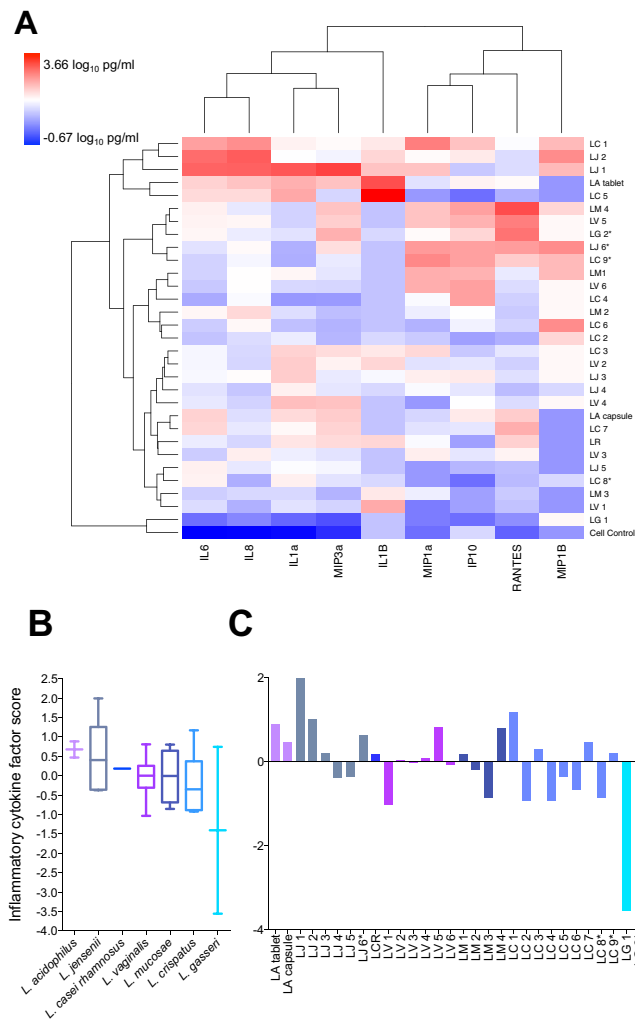 A
3.66 log10 pg/ml
-0.67 log10 pg/ml
LC 1
LJ 2
LJ 1
LA tablet
LC 5
LM 4
LV 5
LG 2*
LJ 6*
LC 9*
LM1
LV 6
LC 4
LM 2
LC 6
LC 2
LC 3
LV 2
LJ 3
LJ 4
LV 4
LA capsule
LC 7
LR
LV 3
LJ 5
LC 8*
LM 3
LV 1
LG 1
Cell Control
IL6
IL8
IL1a
MIP3a
IL1B
MIP1a
IP10
RANTES
MIP1B
B
Inflammatory cytokine factor score
2.5
2.0
1.5
1.0
0.5
0.0
-0.5
-1.0
-1.5
-2.0
-2.5
-3.0
-3.5
-4.0
L. acidophilus
L. jensenii
L. casei rhamnosus
L. vaginalis
L. mucosae
L. crispatus
L. gasseri
C
2
0
-2
-4
LA tablet
LA capsule
LJ 1
LJ 2
LJ 3
LJ 4
LJ 5
LJ 6*
LCR
LV 1
LV 2
LV 3
LV 4
LV 5
LV 6
LM 1
LM 2
LM 3
LM 4
LC 1
LC 2
LC 3
LC 4
LC 5
LC 6
LC 7
LC 8*
LC 9*
LG 1